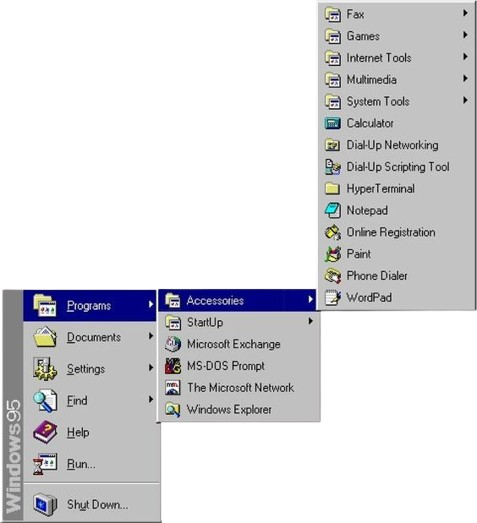 Fax
Games
Internet Tools
Multimedia
System Tools
Calculator
Dial-Up Networking
Dial-Up Scripting Tool
HyperTerminal
Notepad
Online Registration
Paint
Phone Dialer
WordPad
Accessories
StartUp
Microsoft Exchange
MS-DOS Prompt
The Microsoft Network
Windows Explorer
Programs
Documents
Settings
Find
Help
Run...
Shut Down...
Windows95